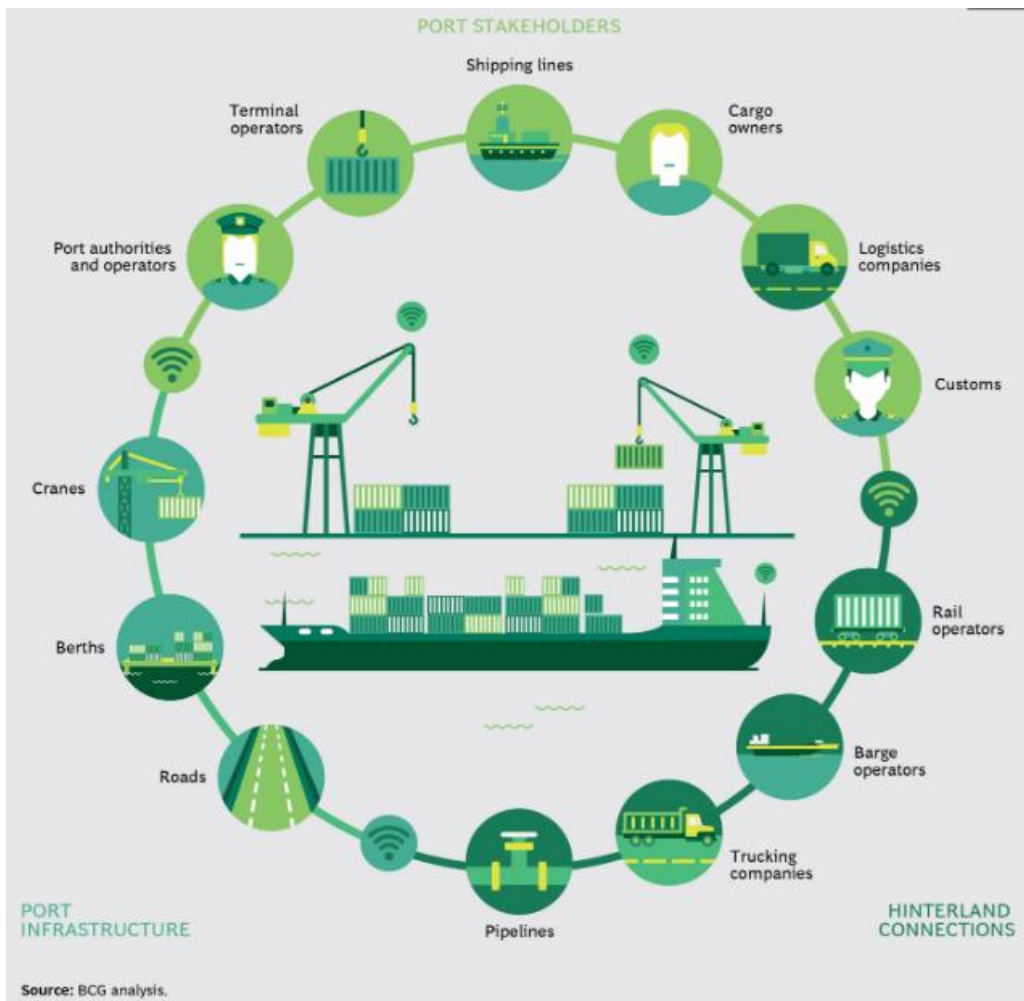 PORT STAKEHOLDERS
Shipping lines
Terminal
operators
Cargo
owners
Port authorities
and operators
Logistics
companies
Customs
Cranes
Rail
operators
Berths
Barge
operators
Roads
Trucking
companies
Pipelines
PORT
INFRASTRUCTURE
HINTERLAND
CONNECTIONS
Source: BCG analysis.